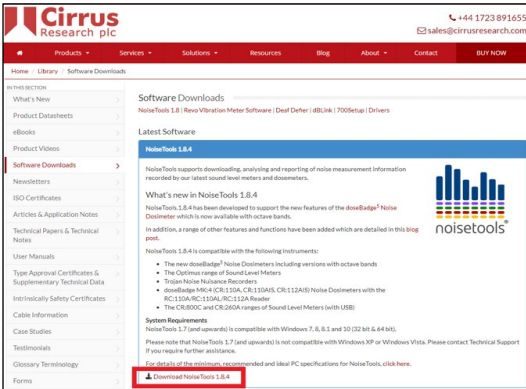 Cirrus
Research plc
+44 1723 891655
sales@cirrusresearch.com
Products Services Solutions Resources Blog About Contact BUY NOW
Home / Library / Software Downloads
IN THIS SECTION
What's New
Product Datasheets
eBooks
Product Videos
Software Downloads
Newsletters
ISO Certificates
Articles & Application Notes
Technical Papers & Technical
Notes
User Manuals
Type Approval Certificates &
Supplementary Technical Data
Intrinsically Safety Certificates
Cable Information
Case Studies
Testimonials
Glossary Terminology
Forms
Software Downloads
NoiseTools 1.8 | Revo Vibration Meter Software | Deaf Defier | dBLink | 700Setup | Drivers
Latest Software
NoiseTools 1.8.4
NoiseTools supports downloading, analysing and reporting of noise measurement information
recorded by our latest sound level meters and dosemeters.
What's new in NoiseTools 1.8.4
NoiseTools.1.8.4 has been developed to support the new features of the doseBadge⁵ Noise
Dosimeter which is now available with octave bands.
In addition, a range of other features and functions have been added which are detailed in this blog
post.
NoiseTools 1.8.4 is compatible with the following instruments:
• The new doseBadge⁵ Noise Dosimeters including versions with octave bands
• The Optimus range of Sound Level Meters
• Trojan Noise Nuisance Recorders
• doseBadge MK:4 (CR:110A, CR:110AIS, CR:112AIS) Noise Dosimeters with the
RC:110A/RC:110AL/RC:112A Reader
• The CR:800C and CR:260A ranges of Sound Level Meters (with USB)
System Requirements
NoiseTools 1.7 (and upwards) is compatible with Windows 7, 8, 8.1 and 10 (32 bit & 64 bit).
Please note that NoiseTools 1.7 (and upwards) is not compatible with Windows XP or Windows Vista. Please contact Technical Support
if you require further assistance.
For details of the minimum, recommended and ideal PC specifications for NoiseTools, click here.
Download NoiseTools 1.8.4
noisetools®